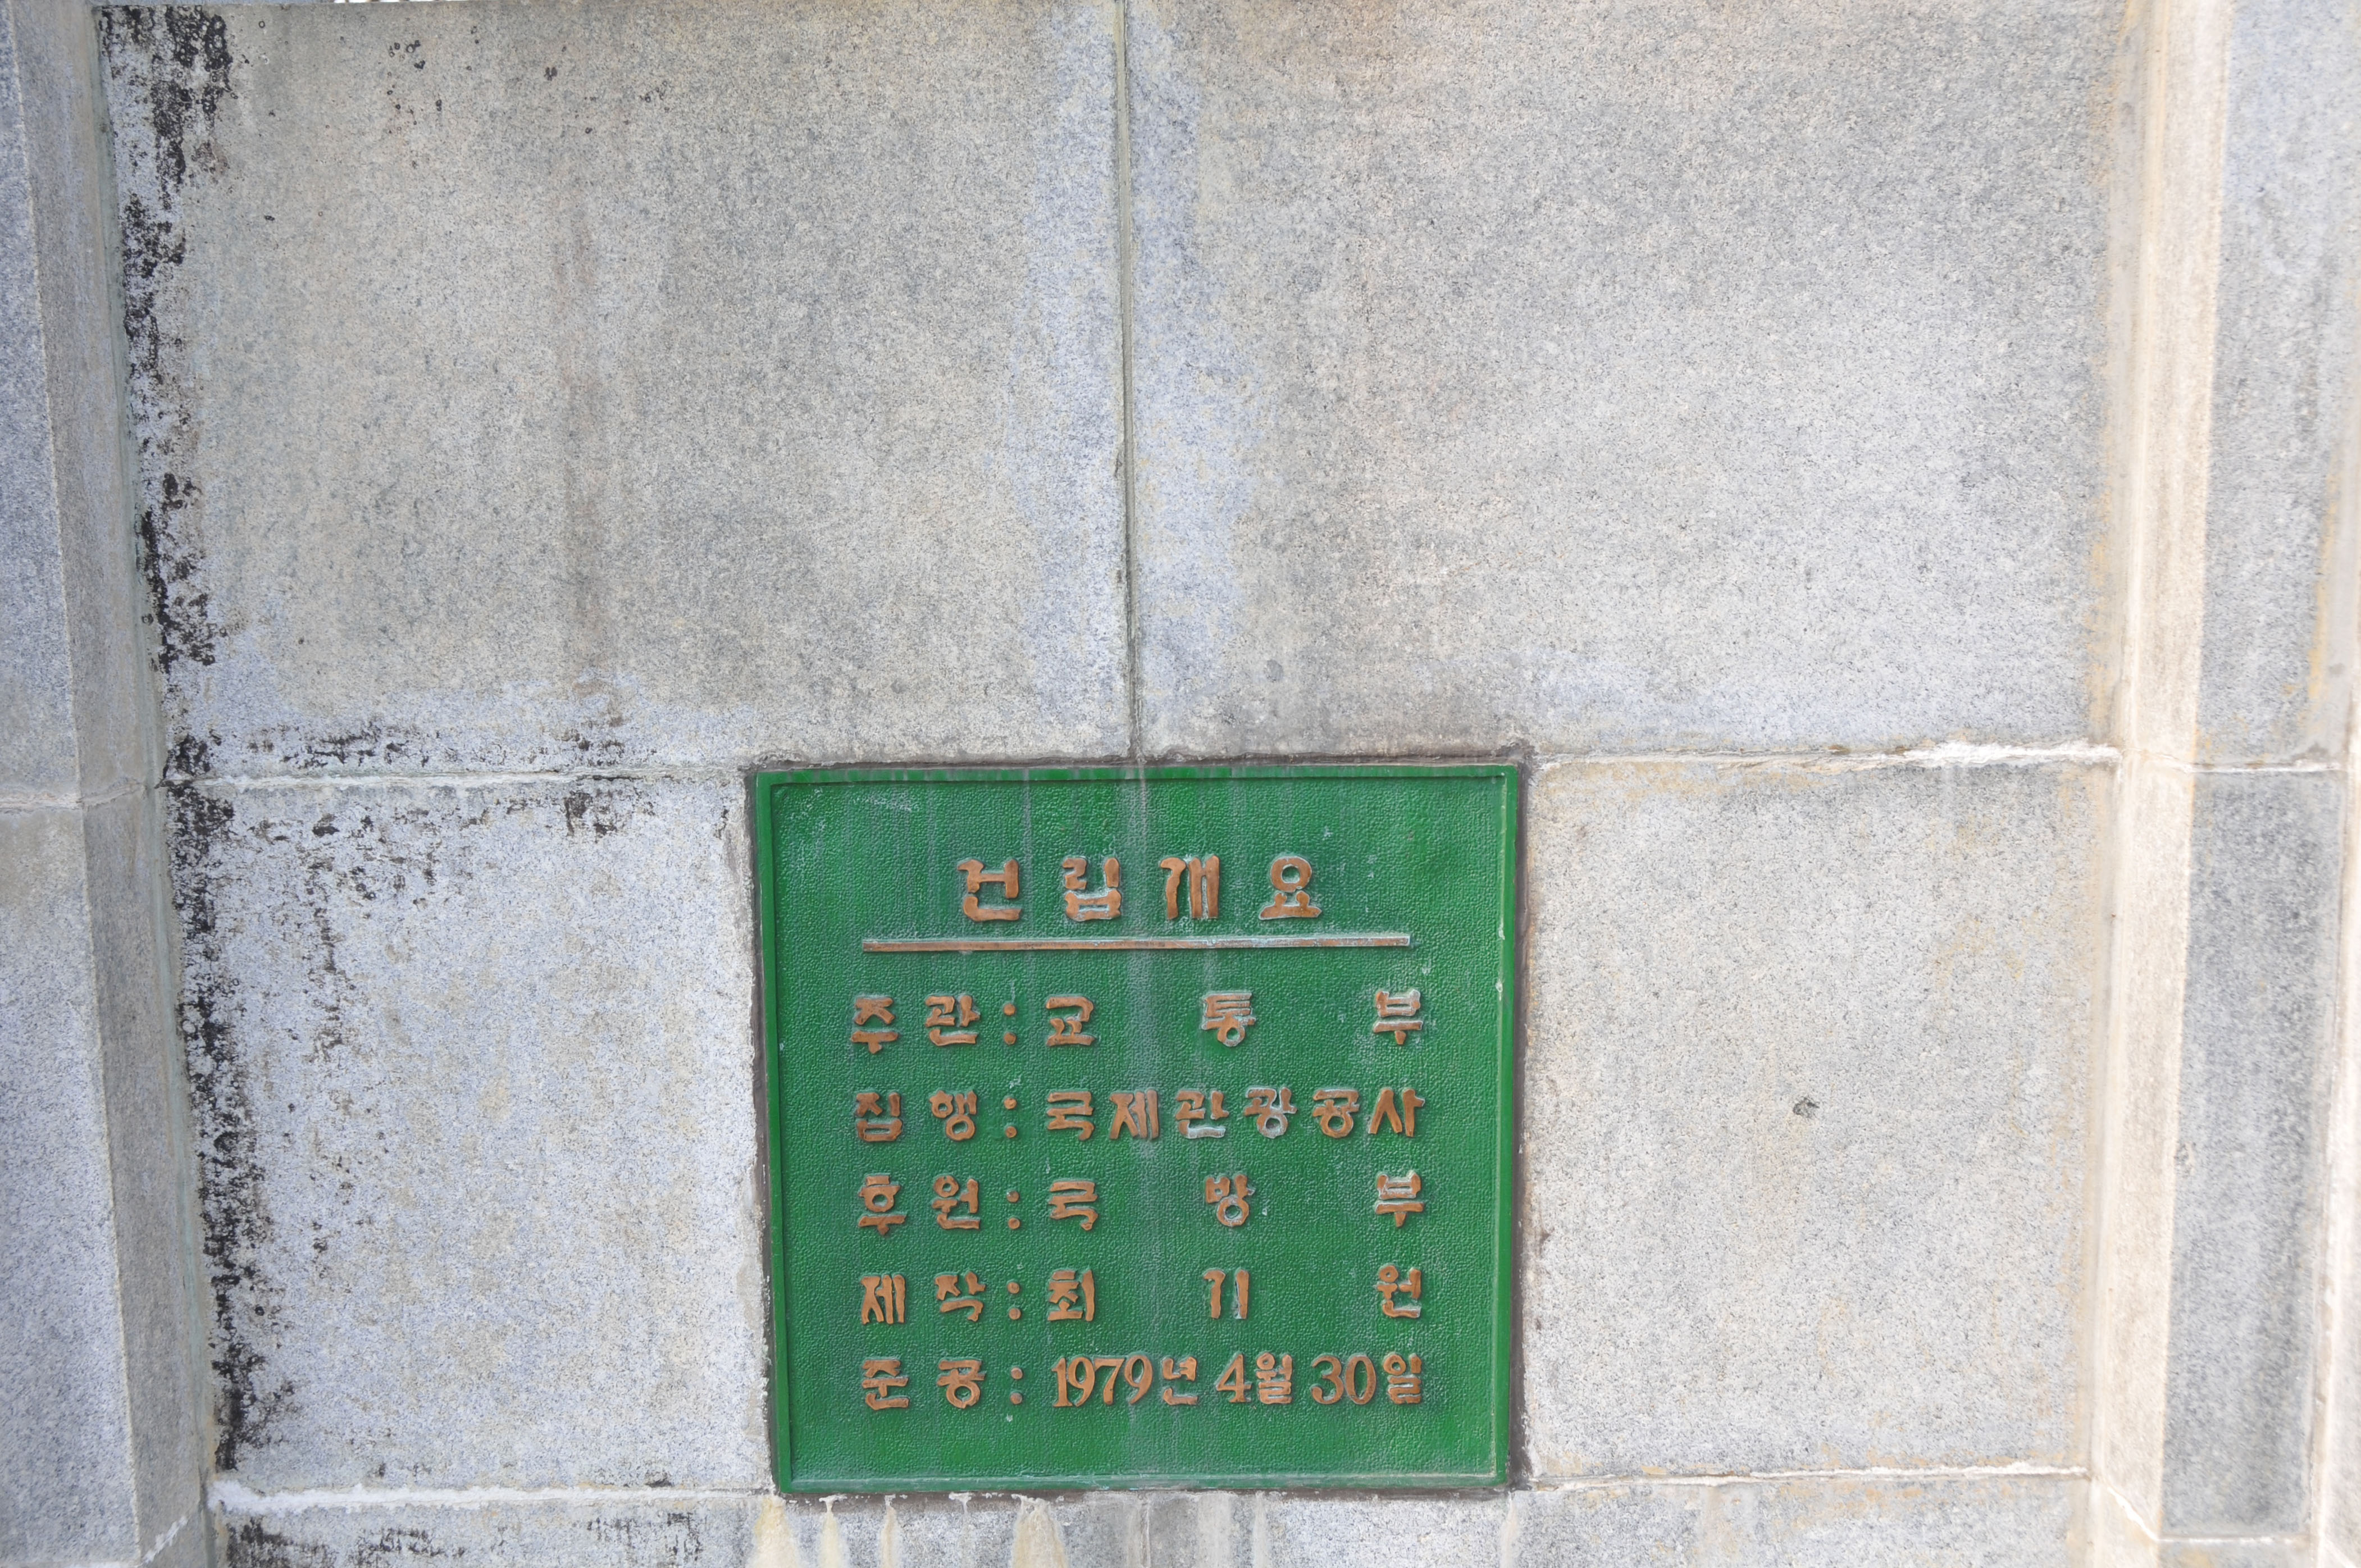 건립개요
주관 : 교통부
집행 : 국제관광공사
후원 : 국방부
제작 : 최기원
준공 : 1979년 4월 30일